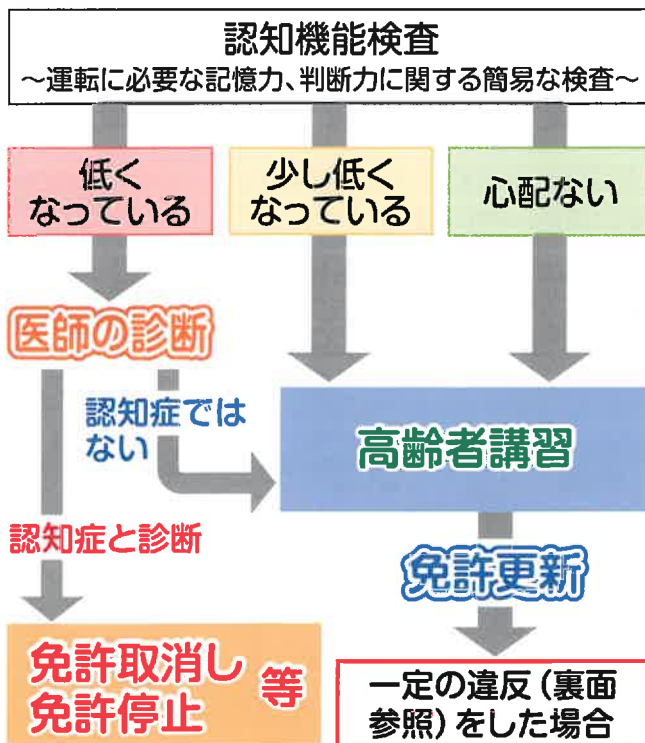 認知機能検査
～運転に必要な記憶力、判断力に関する簡易な検査～
低く
なっている
少し低く
なっている
心配ない
医師の診断
認知症では
ない
高齢者講習
認知症と診断
免許更新
免許取消し
免許停止
等
一定の違反（裏面
参照）をした場合